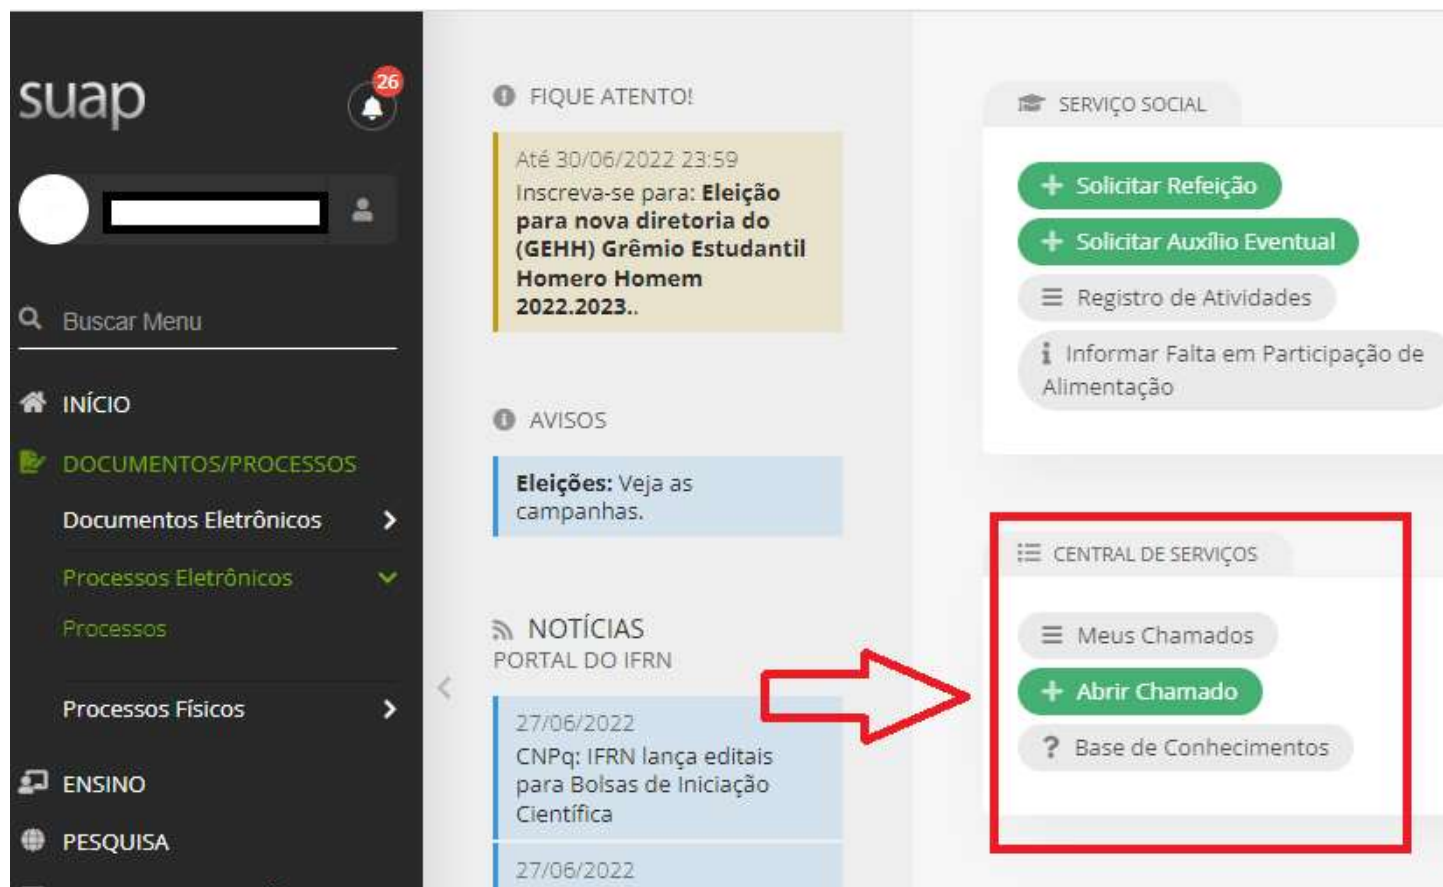 suap
26
Buscar Menu
INÍCIO
DOCUMENTOS/PROCESSOS
Documentos Eletrônicos
Processos Eletrônicos
Processos
Processos Físicos
ENSINO
PESQUISA
FIQUE ATENTO!
Até 30/06/2022 23:59
Inscreva-se para: Eleição
para nova diretoria do
(GEHH) Grêmio Estudantil
Homero Homem
2022.2023..
AVISOS
Eleições: Veja as
campanhas.
NOTÍCIAS
PORTAL DO IFRN
27/06/2022
CNPq: IFRN lança editais
para Bolsas de Iniciação
Científica
27/06/2022
SERVIÇO SOCIAL
+ Solicitar Refeição
+ Solicitar Auxílio Eventual
Registro de Atividades
Informar Falta em Participação de
Alimentação
CENTRAL DE SERVIÇOS
Meus Chamados
+ Abrir Chamado
? Base de Conhecimentos